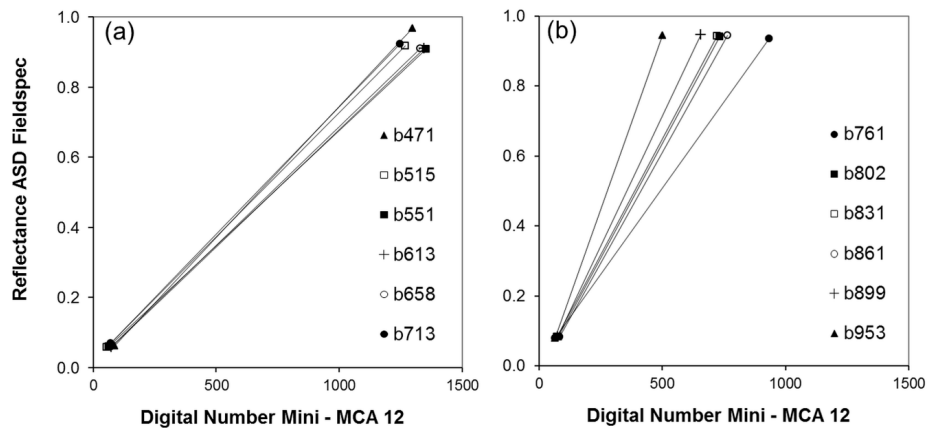 (a)
Reflectance ASD Fieldspec
1.0
0.8
0.6
0.4
0.2
0.0
0
500
1000
1500
b471
b515
b551
b613
b658
b713
Digital Number Mini - MCA 12
(b)
1.0
0.8
0.6
0.4
0.2
0.0
0
500
1000
1500
b761
b802
b831
b861
b899
b953
Digital Number Mini - MCA 12